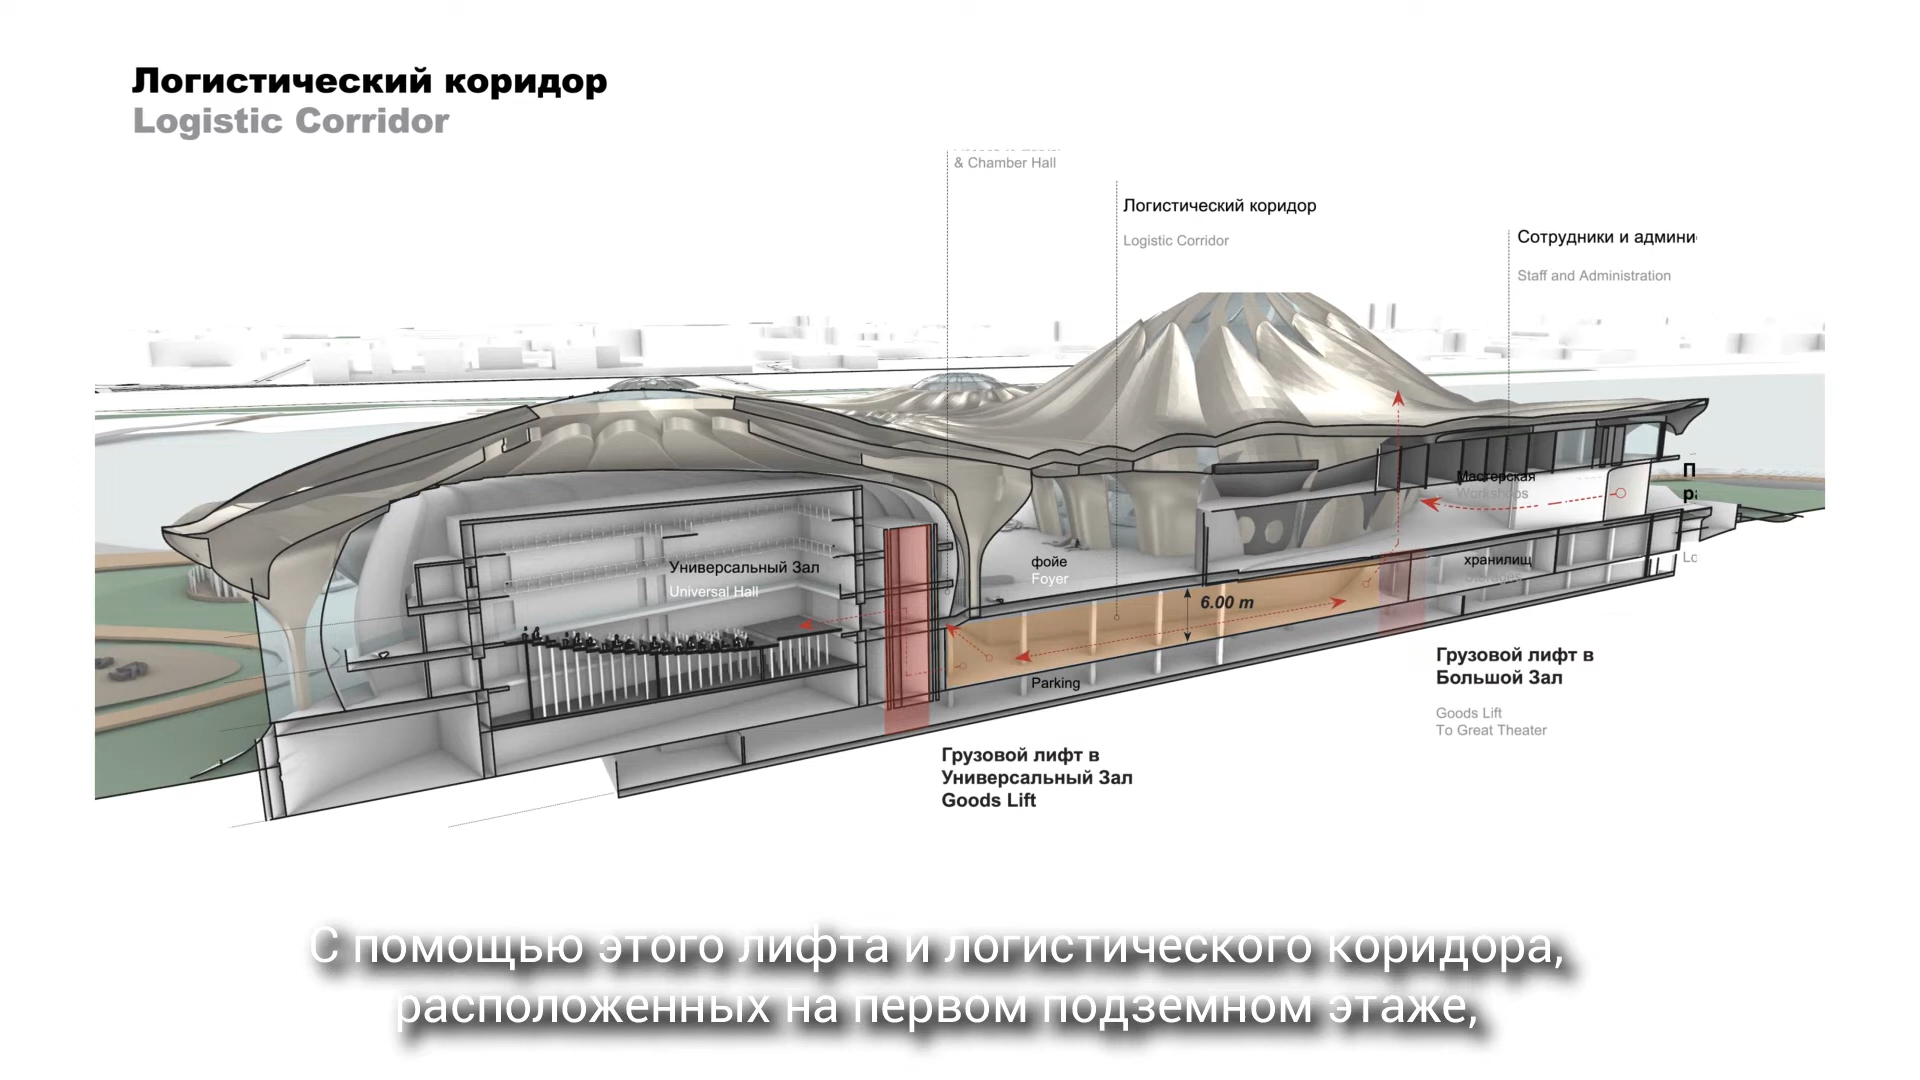 Логистический коридор
Logistic Corridor
& Chamber Hall
Логистический коридор
Logistic Corridor
Сотрудники и админи
Staff and Administration
Мастерская
Workshops
П
Универсальный Зал
Universal Hall
фойе
Foyer
хранилищ
Storages
6.00 m
Parking
Грузовой лифт в
Большой Зал
Goods Lift
To Great Theater
Грузовой лифт в
Универсальный Зал
Goods Lift
С помощью этого лифта и логистического коридора,
расположенных на первом подземном этаже,